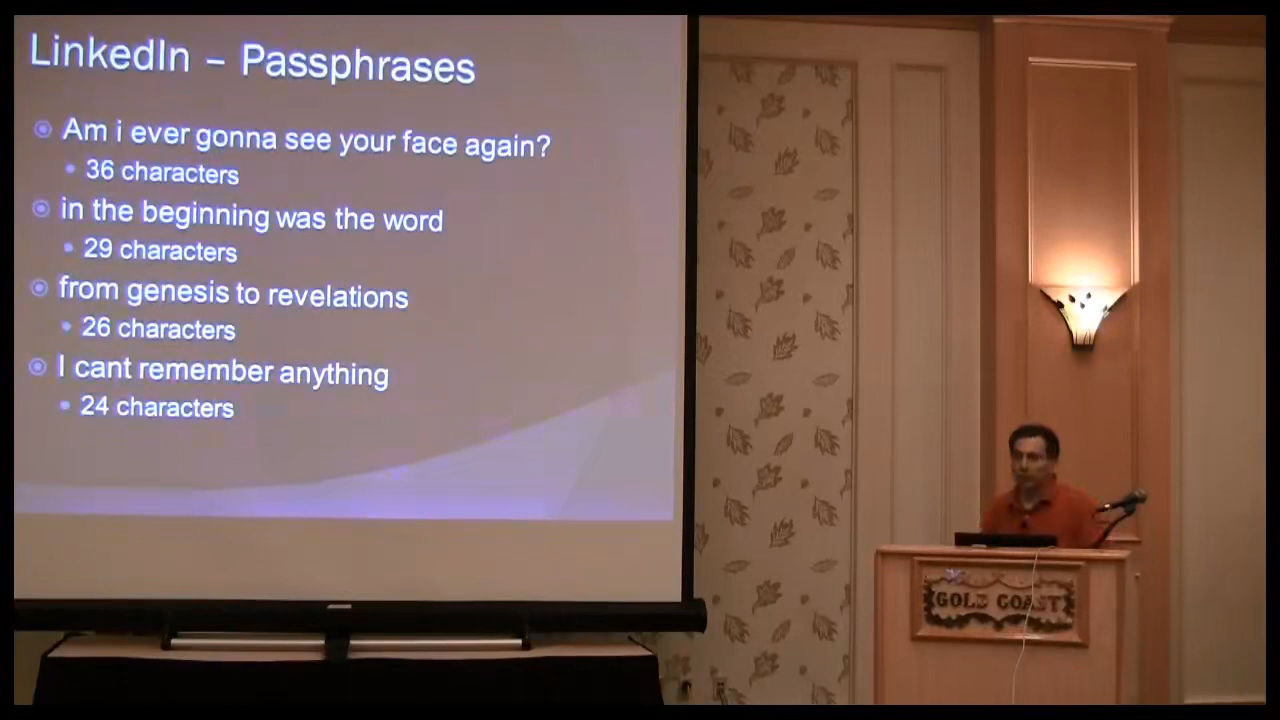 LinkedIn – Passphrases
Am i ever gonna see your face again?
36 characters
in the beginning was the word
29 characters
from genesis to revelations
26 characters
I cant remember anything
24 characters
GOLD COAST